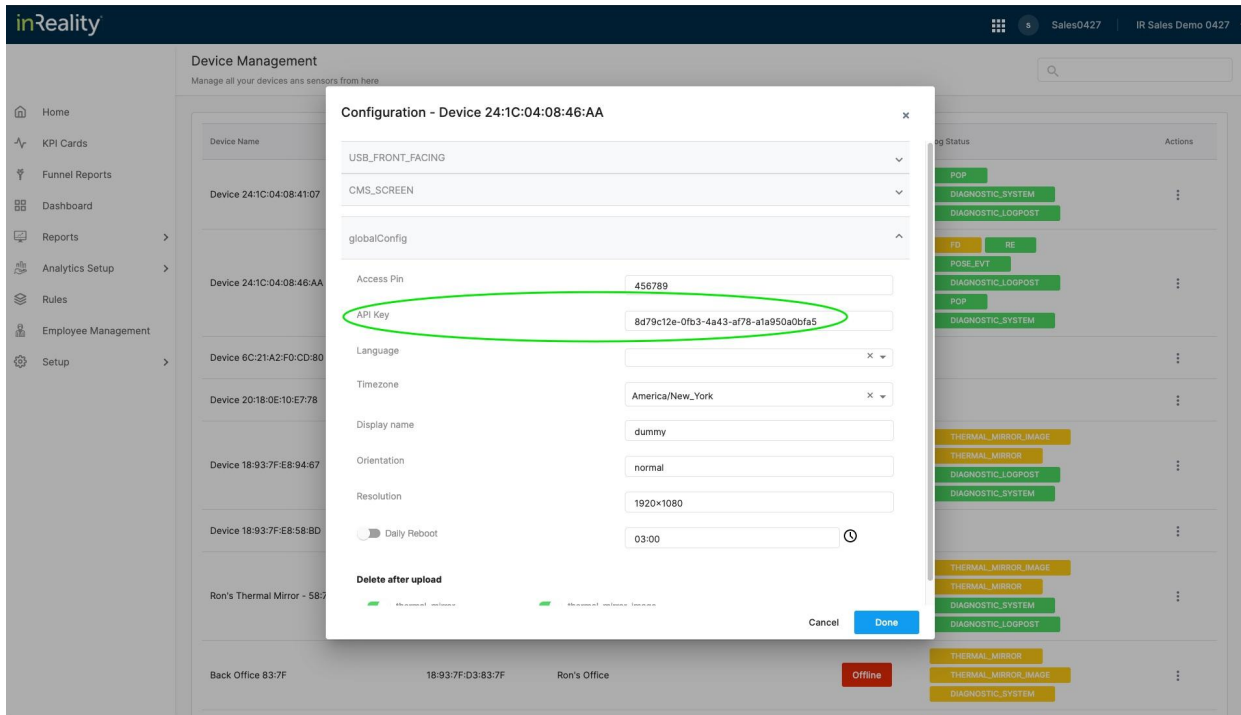 inReality
S Sales0427 IR Sales Demo 0427
Device Management
Manage all your devices ans sensors from here
Home
KPI Cards
Funnel Reports
Dashboard
Reports
Analytics Setup
Rules
Employee Management
Setup
Device Name
og Status
Actions
Device 24:1C:04:08:41:07
POP
DIAGNOSTIC_SYSTEM
DIAGNOSTIC_LOGPOST
Device 24:1C:04:08:46:AA
FD RE
POSE_EVT
DIAGNOSTIC_LOGPOST
POP
DIAGNOSTIC_SYSTEM
Device 6C:21:A2:F0:CD:80
Device 20:18:0E:10:E7:78
Device 18:93:7F:E8:94:67
THERMAL_MIRROR_IMAGE
THERMAL_MIRROR
DIAGNOSTIC_LOGPOST
DIAGNOSTIC_SYSTEM
Device 18:93:7F:E8:58:BD
Ron's Thermal Mirror - 58:7
THERMAL_MIRROR_IMAGE
THERMAL_MIRROR
DIAGNOSTIC_SYSTEM
DIAGNOSTIC_LOGPOST
Back Office 83:7F 18:93:7F:D3:83:7F Ron's Office Offline
THERMAL_MIRROR
THERMAL_MIRROR_IMAGE
DIAGNOSTIC_SYSTEM
Configuration - Device 24:1C:04:08:46:AA
USB_FRONT_FACING
CMS_SCREEN
globalConfig
Access Pin 456789
API Key 8d79c12e-0fb3-4a43-af78-a1a950a0bfa5
Language
Timezone America/New_York
Display name dummy
Orientation normal
Resolution 1920×1080
Daily Reboot 03:00
Delete after upload
thermal_mirror thermal_mirror_image
Cancel Done